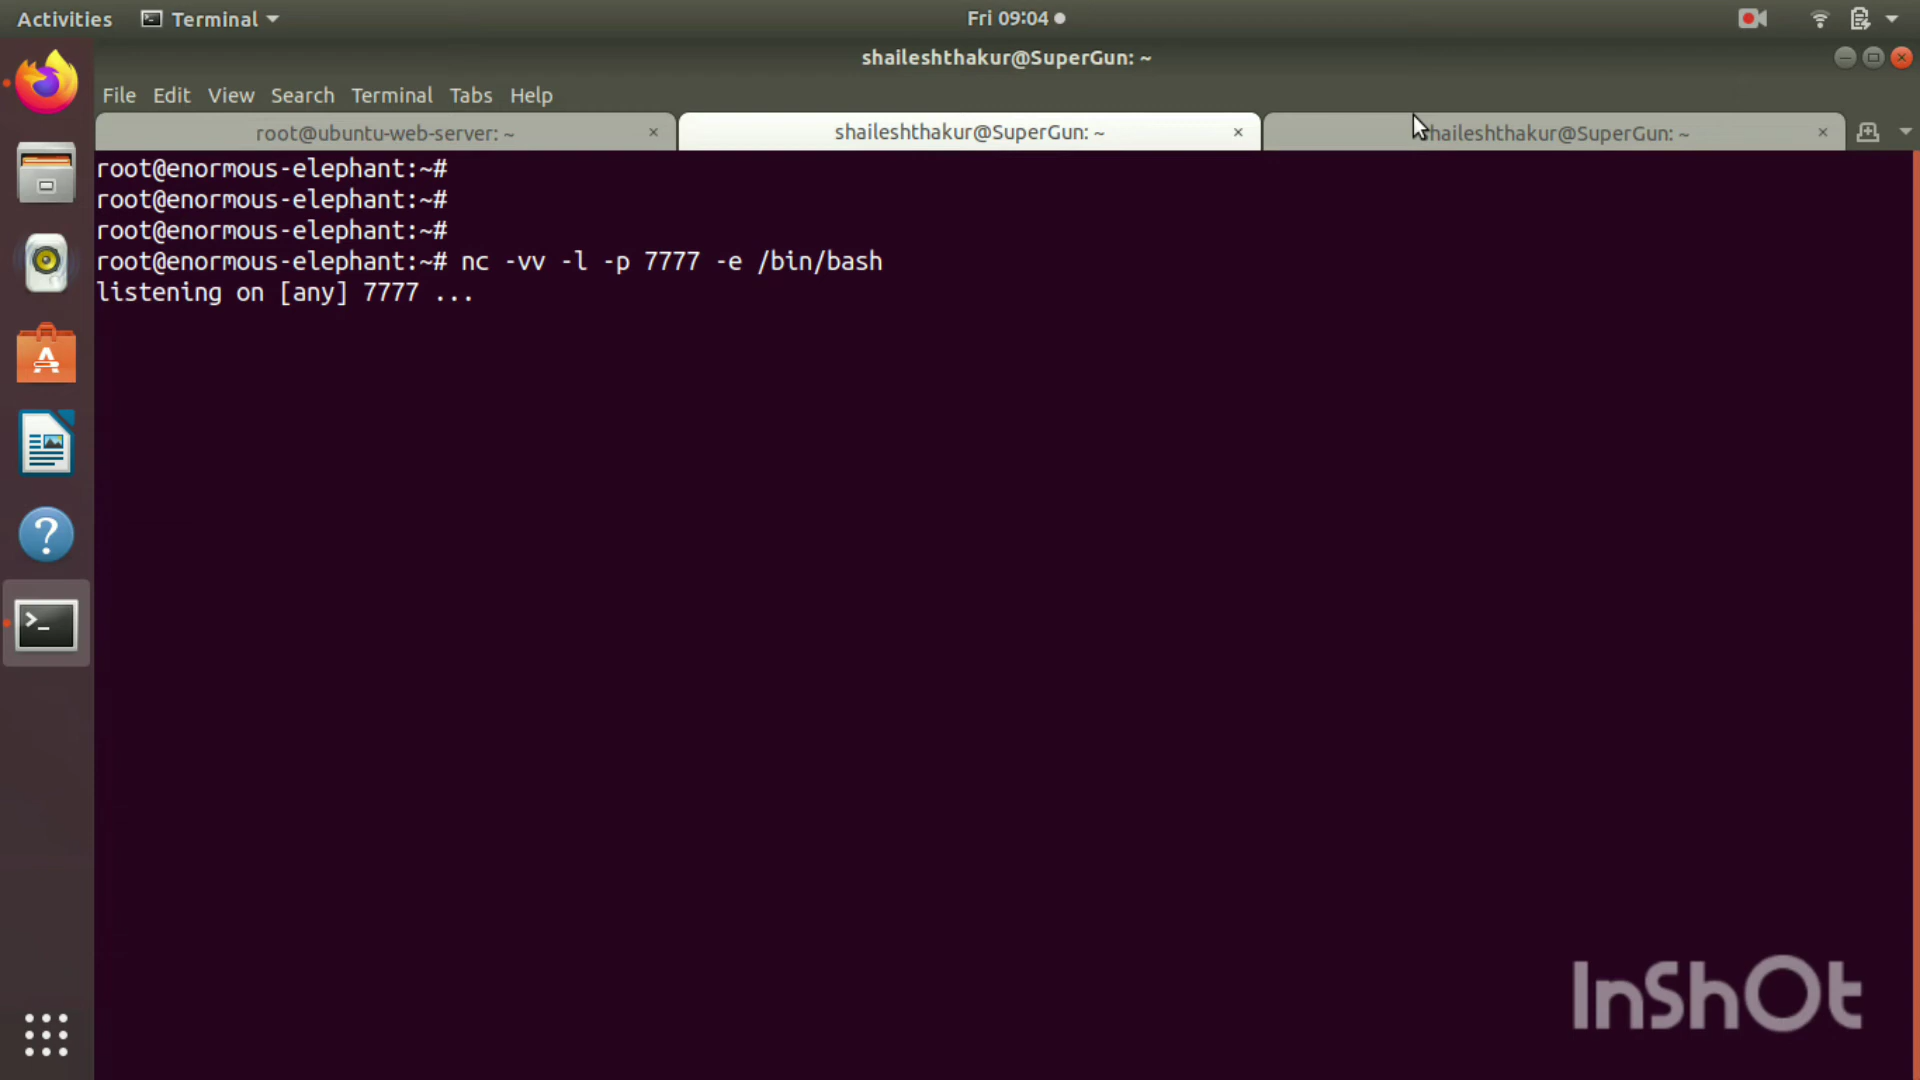 Activities
Terminal
Fri 09:04
shaileshthakur@SuperGun: ~
File Edit View Search Terminal Tabs Help
root@ubuntu-web-server: ~
shaileshthakur@SuperGun: ~
shaileshthakur@SuperGun: ~
root@enormous-elephant:~#
root@enormous-elephant:~#
root@enormous-elephant:~#
root@enormous-elephant:~# nc -vv -l -p 7777 -e /bin/bash
listening on [any] 7777 ...
InShOt